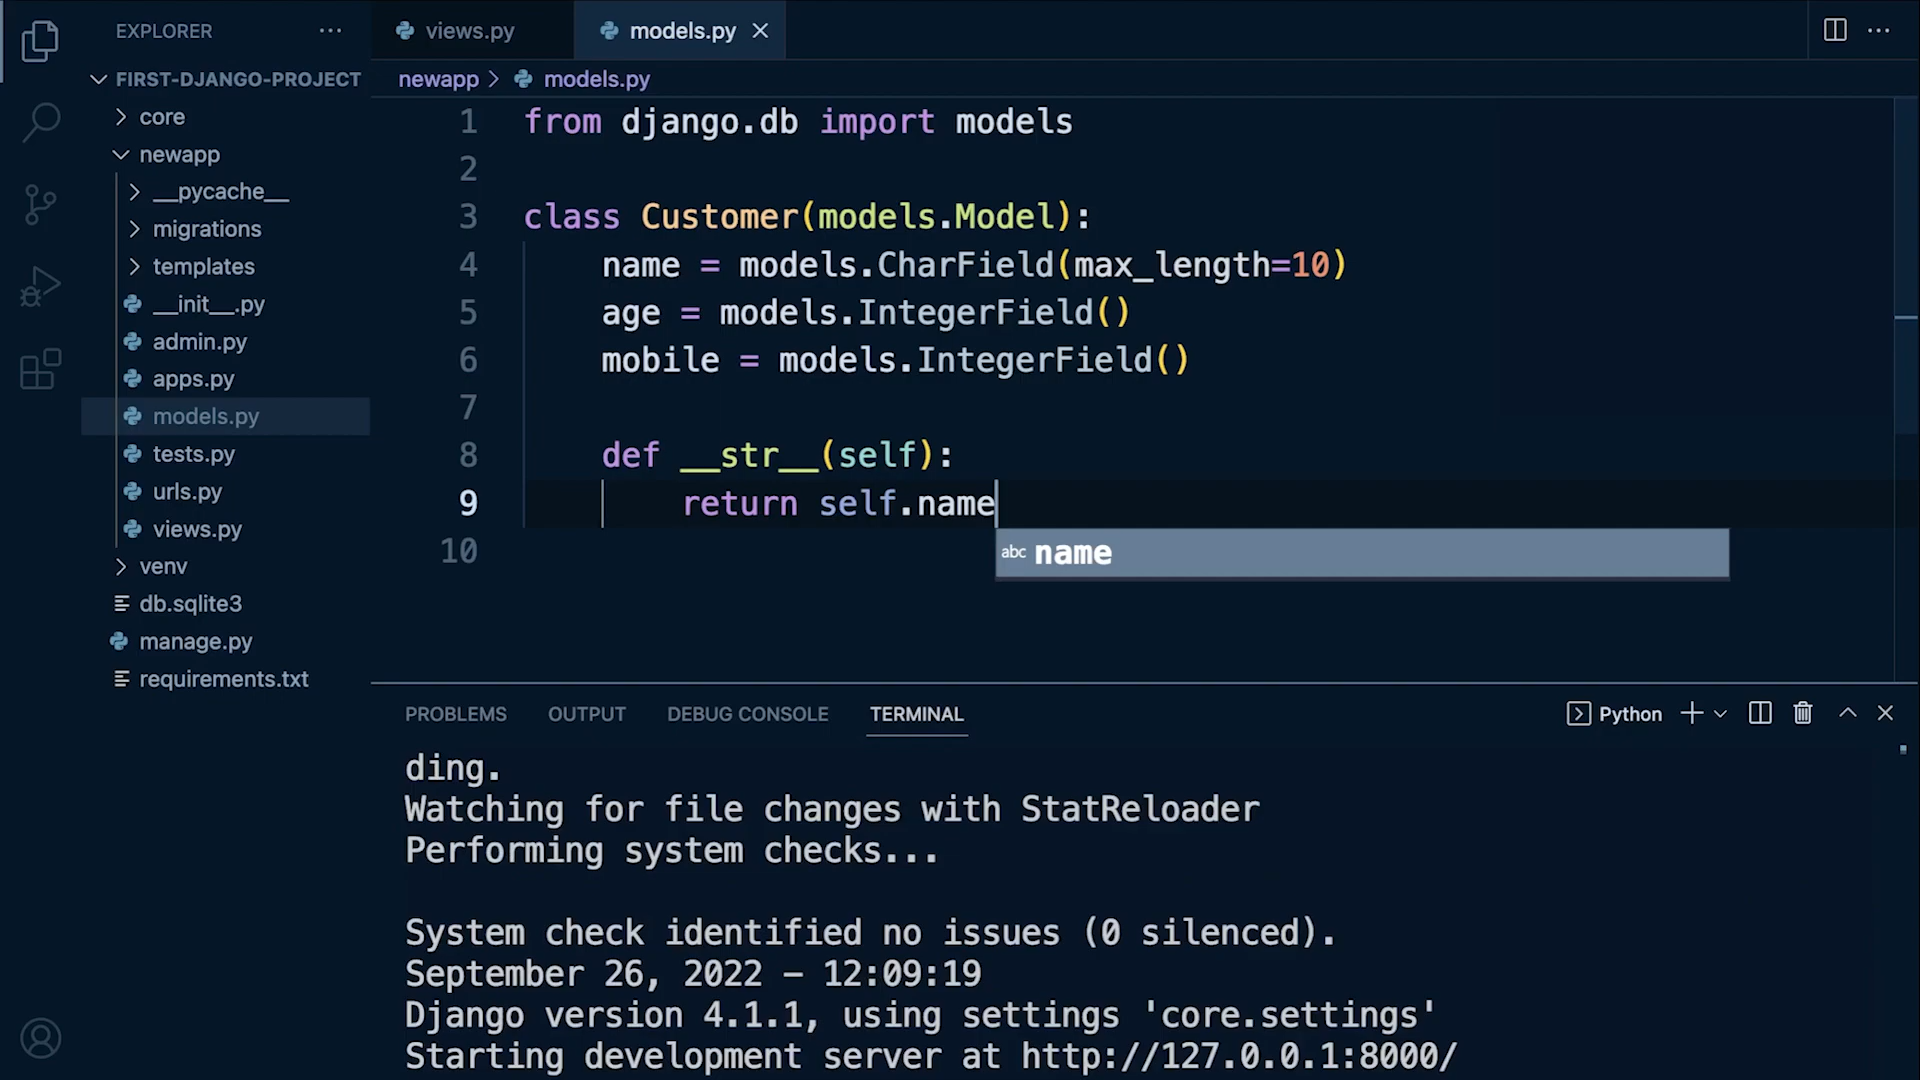 EXPLORER
FIRST-DJANGO-PROJECT
core
newapp
__pycache__
migrations
templates
__init__.py
admin.py
apps.py
models.py
tests.py
urls.py
views.py
venv
db.sqlite3
manage.py
requirements.txt
views.py
models.py
newapp > models.py
1 from django.db import models
2
3 class Customer(models.Model):
4 name = models.CharField(max_length=10)
5 age = models.IntegerField()
6 mobile = models.IntegerField()
7
8 def __str__(self):
9 return self.name
abc name
10
PROBLEMS OUTPUT DEBUG CONSOLE TERMINAL Python
ding.
Watching for file changes with StatReloader
Performing system checks...
System check identified no issues (0 silenced).
September 26, 2022 – 12:09:19
Django version 4.1.1, using settings 'core.settings'
Starting development server at http://127.0.0.1:8000/